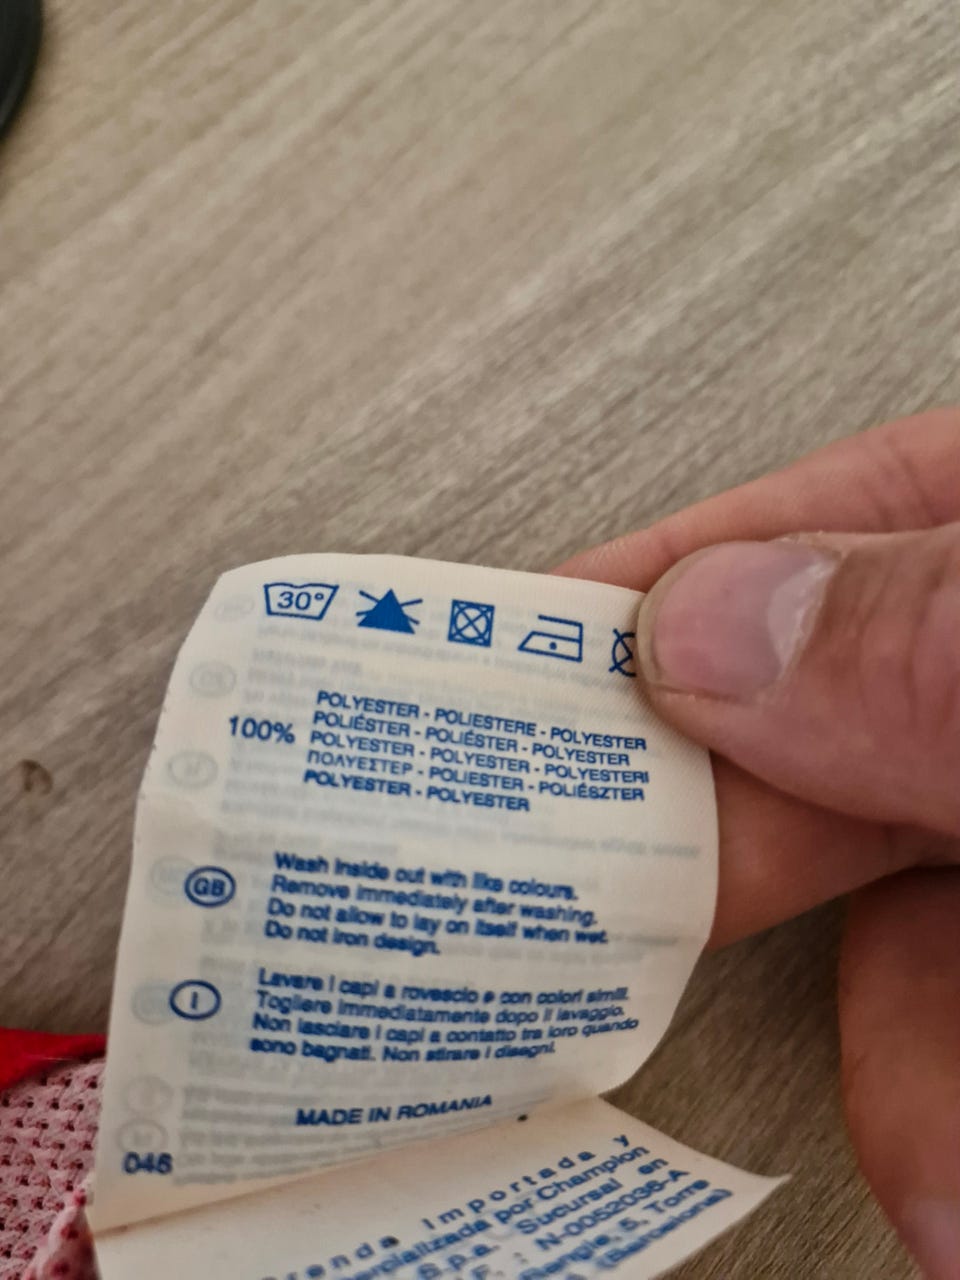 30°
100%
POLYESTER - POLIESTERE - POLYESTER
POLIÉSTER - POLIÉSTER - POLYESTER
POLYESTER - POLYESTER - POLYESTERI
ΠΟΛΥΕΣΤΕΡ - POLIESTER - POLIÉSZTER
POLYESTER - POLYESTER
GB
Wash inside out with like colours.
Remove immediately after washing.
Do not allow to lay on itself when wet.
Do not iron design.
I
Lavare i capi a rovescio e con colori simili.
Togliere immediatamente dopo il lavaggio.
Non lasciare i capi a contatto tra loro quando
sono bagnati. Non stirare i disegni.
MADE IN ROMANIA
046
Importada y
por Champion
S.p.a. Sucursal en
N-0052036-A
5, Torre
(Barcelona)